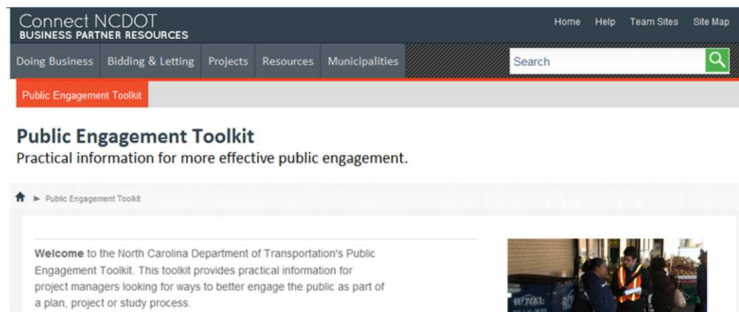 Connect NCDOT
BUSINESS PARTNER RESOURCES
Home Help Team Sites Site Map
Doing Business Bidding & Letting Projects Resources Municipalities
Search
Public Engagement Toolkit
Public Engagement Toolkit
Practical information for more effective public engagement.
Public Engagement Toolkit
Welcome to the North Carolina Department of Transportation's Public
Engagement Toolkit. This toolkit provides practical information for
project managers looking for ways to better engage the public as part of
a plan, project or study process.
ROYAL